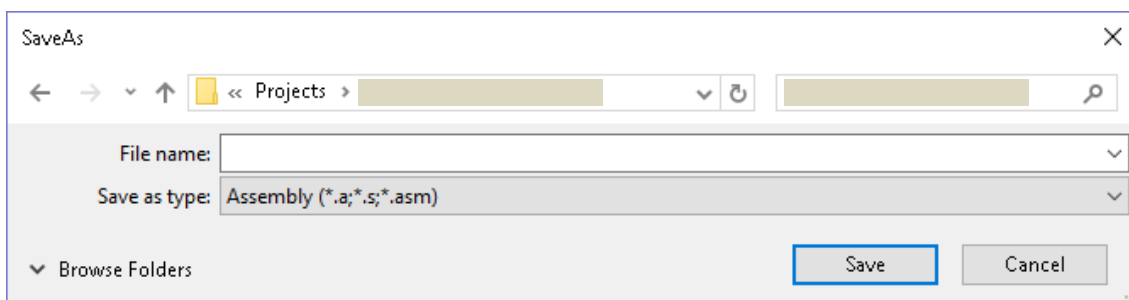 SaveAs
« Projects >
File name:
Save as type: Assembly (*.a;*.s;*.asm)
Browse Folders Save Cancel